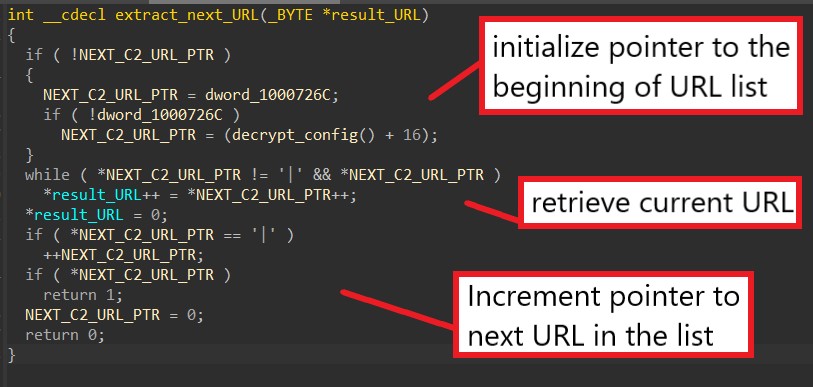 int __cdecl extract_next_URL(_BYTE *result_URL)
{
  if ( !NEXT_C2_URL_PTR )
  {
    NEXT_C2_URL_PTR = dword_1000726C;
    if ( !dword_1000726C )
      NEXT_C2_URL_PTR = (decrypt_config() + 16);
  }
  while ( *NEXT_C2_URL_PTR != '|' && *NEXT_C2_URL_PTR )
    *result_URL++ = *NEXT_C2_URL_PTR++;
  *result_URL = 0;
  if ( *NEXT_C2_URL_PTR == '|' )
    ++NEXT_C2_URL_PTR;
  if ( *NEXT_C2_URL_PTR )
    return 1;
  NEXT_C2_URL_PTR = 0;
  return 0;
}
initialize pointer to the
beginning of URL list
retrieve current URL
Increment pointer to
next URL in the list